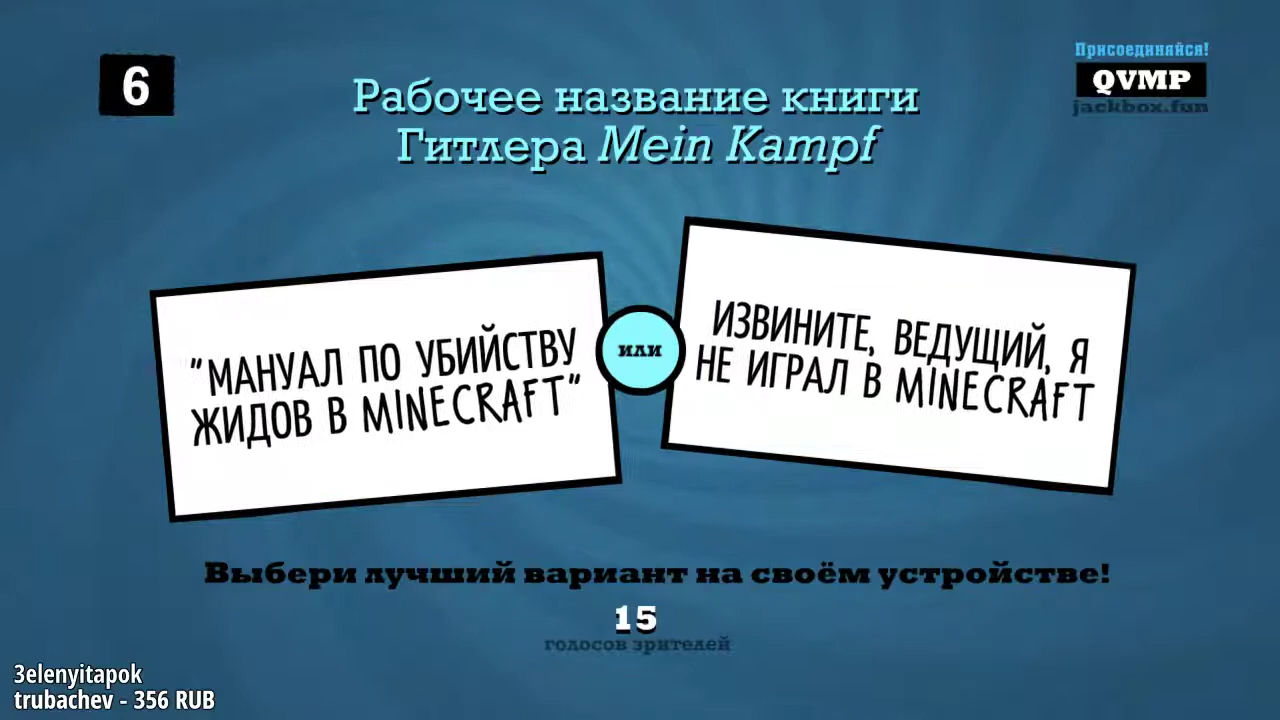 6
Присоединяйся!
QVMP
jackbox.fun
Рабочее название книги
Гитлера Mein Kampf
"МАНУАЛ ПО УБИЙСТВУ
ЖИДОВ В MINECRAFT"
или
ИЗВИНИТЕ, ВЕДУЩИЙ, Я
НЕ ИГРАЛ В MINECRAFT
Выбери лучший вариант на своём устройстве!
15
голосов зрителей
3elenyitapok
trubachev - 356 RUB